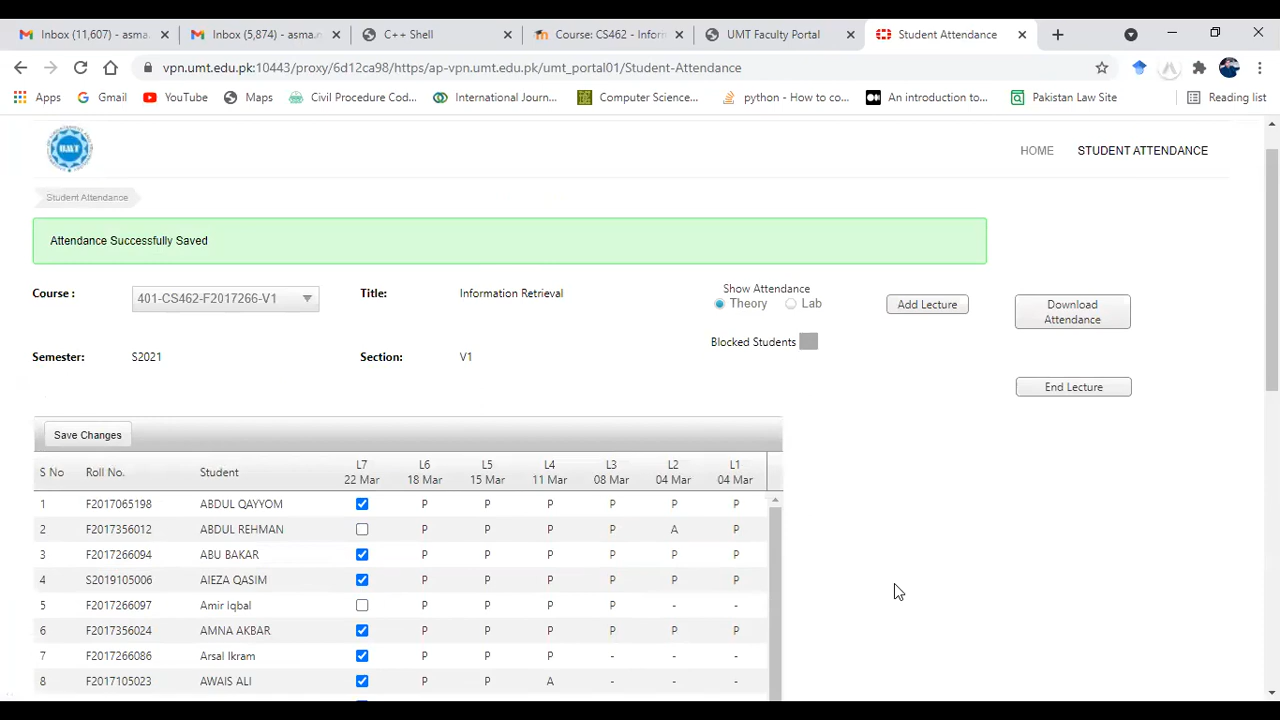 Inbox (11,607) - asma.
Inbox (5,874) - asma.n
C++ Shell
Course: CS462 - Inform
UMT Faculty Portal
Student Attendance
vpn.umt.edu.pk:10443/proxy/6d12ca98/https/ap-vpn.umt.edu.pk/umt_portal01/Student-Attendance
Apps
Gmail
YouTube
Maps
Civil Procedure Cod...
International Journ...
Computer Science...
python - How to co...
An introduction to...
Pakistan Law Site
Reading list
UMT
HOME
STUDENT ATTENDANCE
Student Attendance
Attendance Successfully Saved
Course :
401-CS462-F2017266-V1
Title:
Information Retrieval
Show Attendance
Theory
Lab
Add Lecture
Download
Attendance
Blocked Students
Semester:
S2021
Section:
V1
End Lecture
Save Changes
S No Roll No. Student L7 22 Mar L6 18 Mar L5 15 Mar L4 11 Mar L3 08 Mar L2 04 Mar L1 04 Mar
1 F2017065198 ABDUL QAYYOM P P P P P P
2 F2017356012 ABDUL REHMAN P P P P A P
3 F2017266094 ABU BAKAR P P P P P P
4 S2019105006 AIEZA QASIM P P P P P P
5 F2017266097 Amir Iqbal P P P P - -
6 F2017356024 AMNA AKBAR P P P P P P
7 F2017266086 Arsal Ikram P P P - - -
8 F2017105023 AWAIS ALI P P A - - -